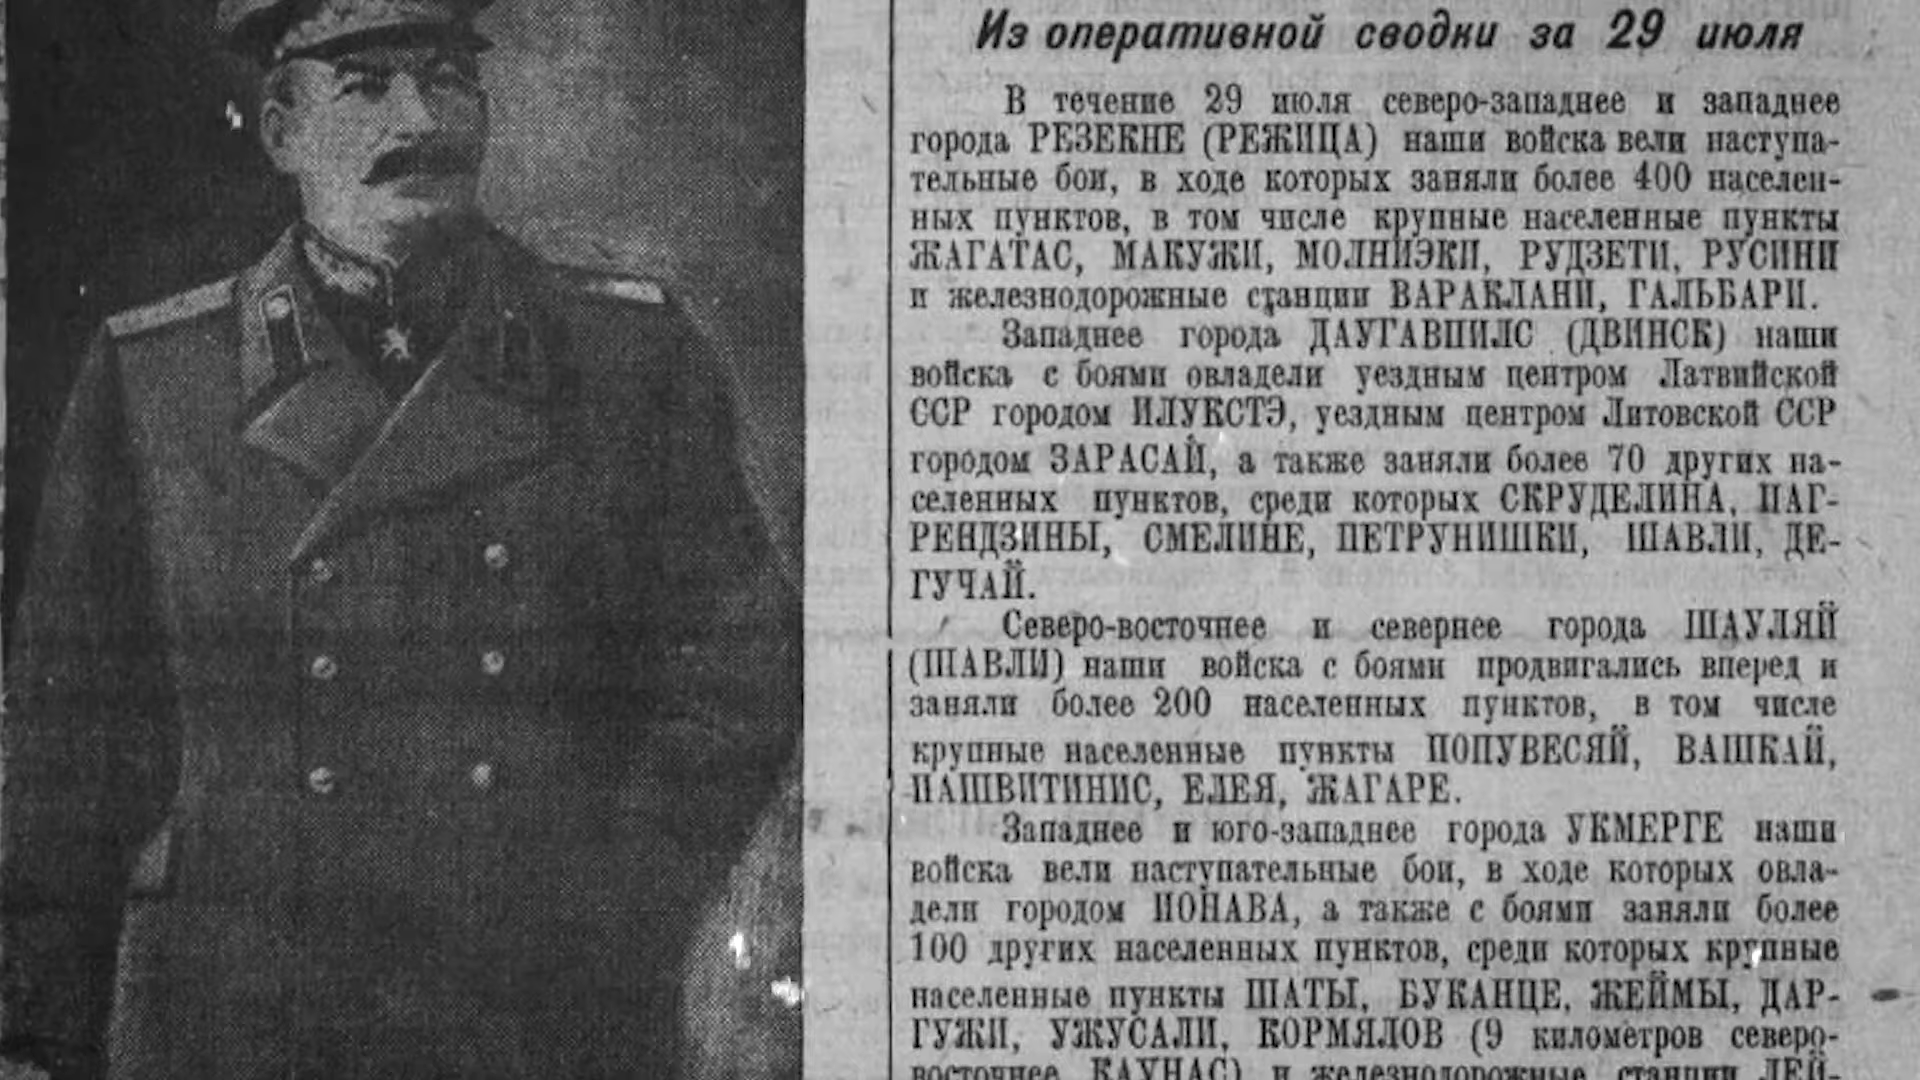 Из оперативной сводки за 29 июля
В течение 29 июля северо-западнее и западнее
города РЕЗЕКНЕ (РЕЖИЦА) наши войска вели наступа-
тельные бои, в ходе которых заняли более 400 населен-
ных пунктов, в том числе крупные населенные пункты
ЖАГАТАС, МАКУЖИ, МОЛНИЭКИ, РУДЗЕТИ, РУСИНИ
и железнодорожные станции ВАРАКЛАНИ, ГАЛЬБАРИ.
Западнее города ДАУГАВПИЛС (ДВИНСК) наши
войска с боями овладели уездным центром Латвийской
ССР городом ИЛУКСТЭ, уездным центром Литовской ССР
городом ЗАРАСАЙ, а также заняли более 70 других на-
селенных пунктов, среди которых СКРУДЕЛИНА, ПАГ-
РЕНДЗИНЫ, СМЕЛИНЕ, ПЕТРУНИШКИ, ШАВЛИ, ДЕ-
ГУЧАЙ.
Северо-восточнее и севернее города ШАУЛЯЙ
(ШАВЛИ) наши войска с боями продвигались вперед и
заняли более 200 населенных пунктов, в том числе
крупные населенные пункты ПОПУВЕСЯЙ, ВАШКАЙ,
ПАШВИТИНИС, ЕЛЕЯ, ЖАГАРЕ.
Западнее и юго-западнее города УКМЕРГЕ наши
войска вели наступательные бои, в ходе которых овла-
дели городом ИОНАВА, а также с боями заняли более
100 других населенных пунктов, среди которых крупные
населенные пункты ШАТЫ, БУКАНЦЕ, ЖЕЙМЫ, ДАР-
ГУЖИ, УЖУСАЛИ, КОРМЯЛОВ (9 километров северо-
восточнее КАУНАС) и железнодорожные станции ЛЕЙ-